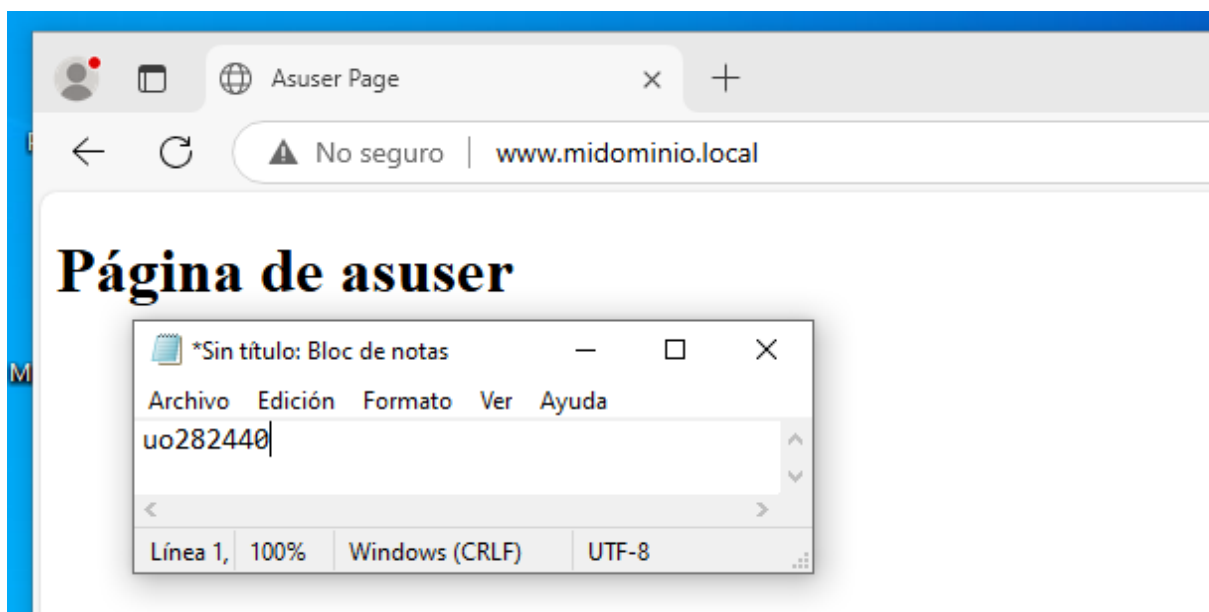 Asuser Page
No seguro | www.midominio.local
Página de asuser
*Sin título: Bloc de notas
Archivo Edición Formato Ver Ayuda
uo282440
Línea 1, 100% Windows (CRLF) UTF-8
M